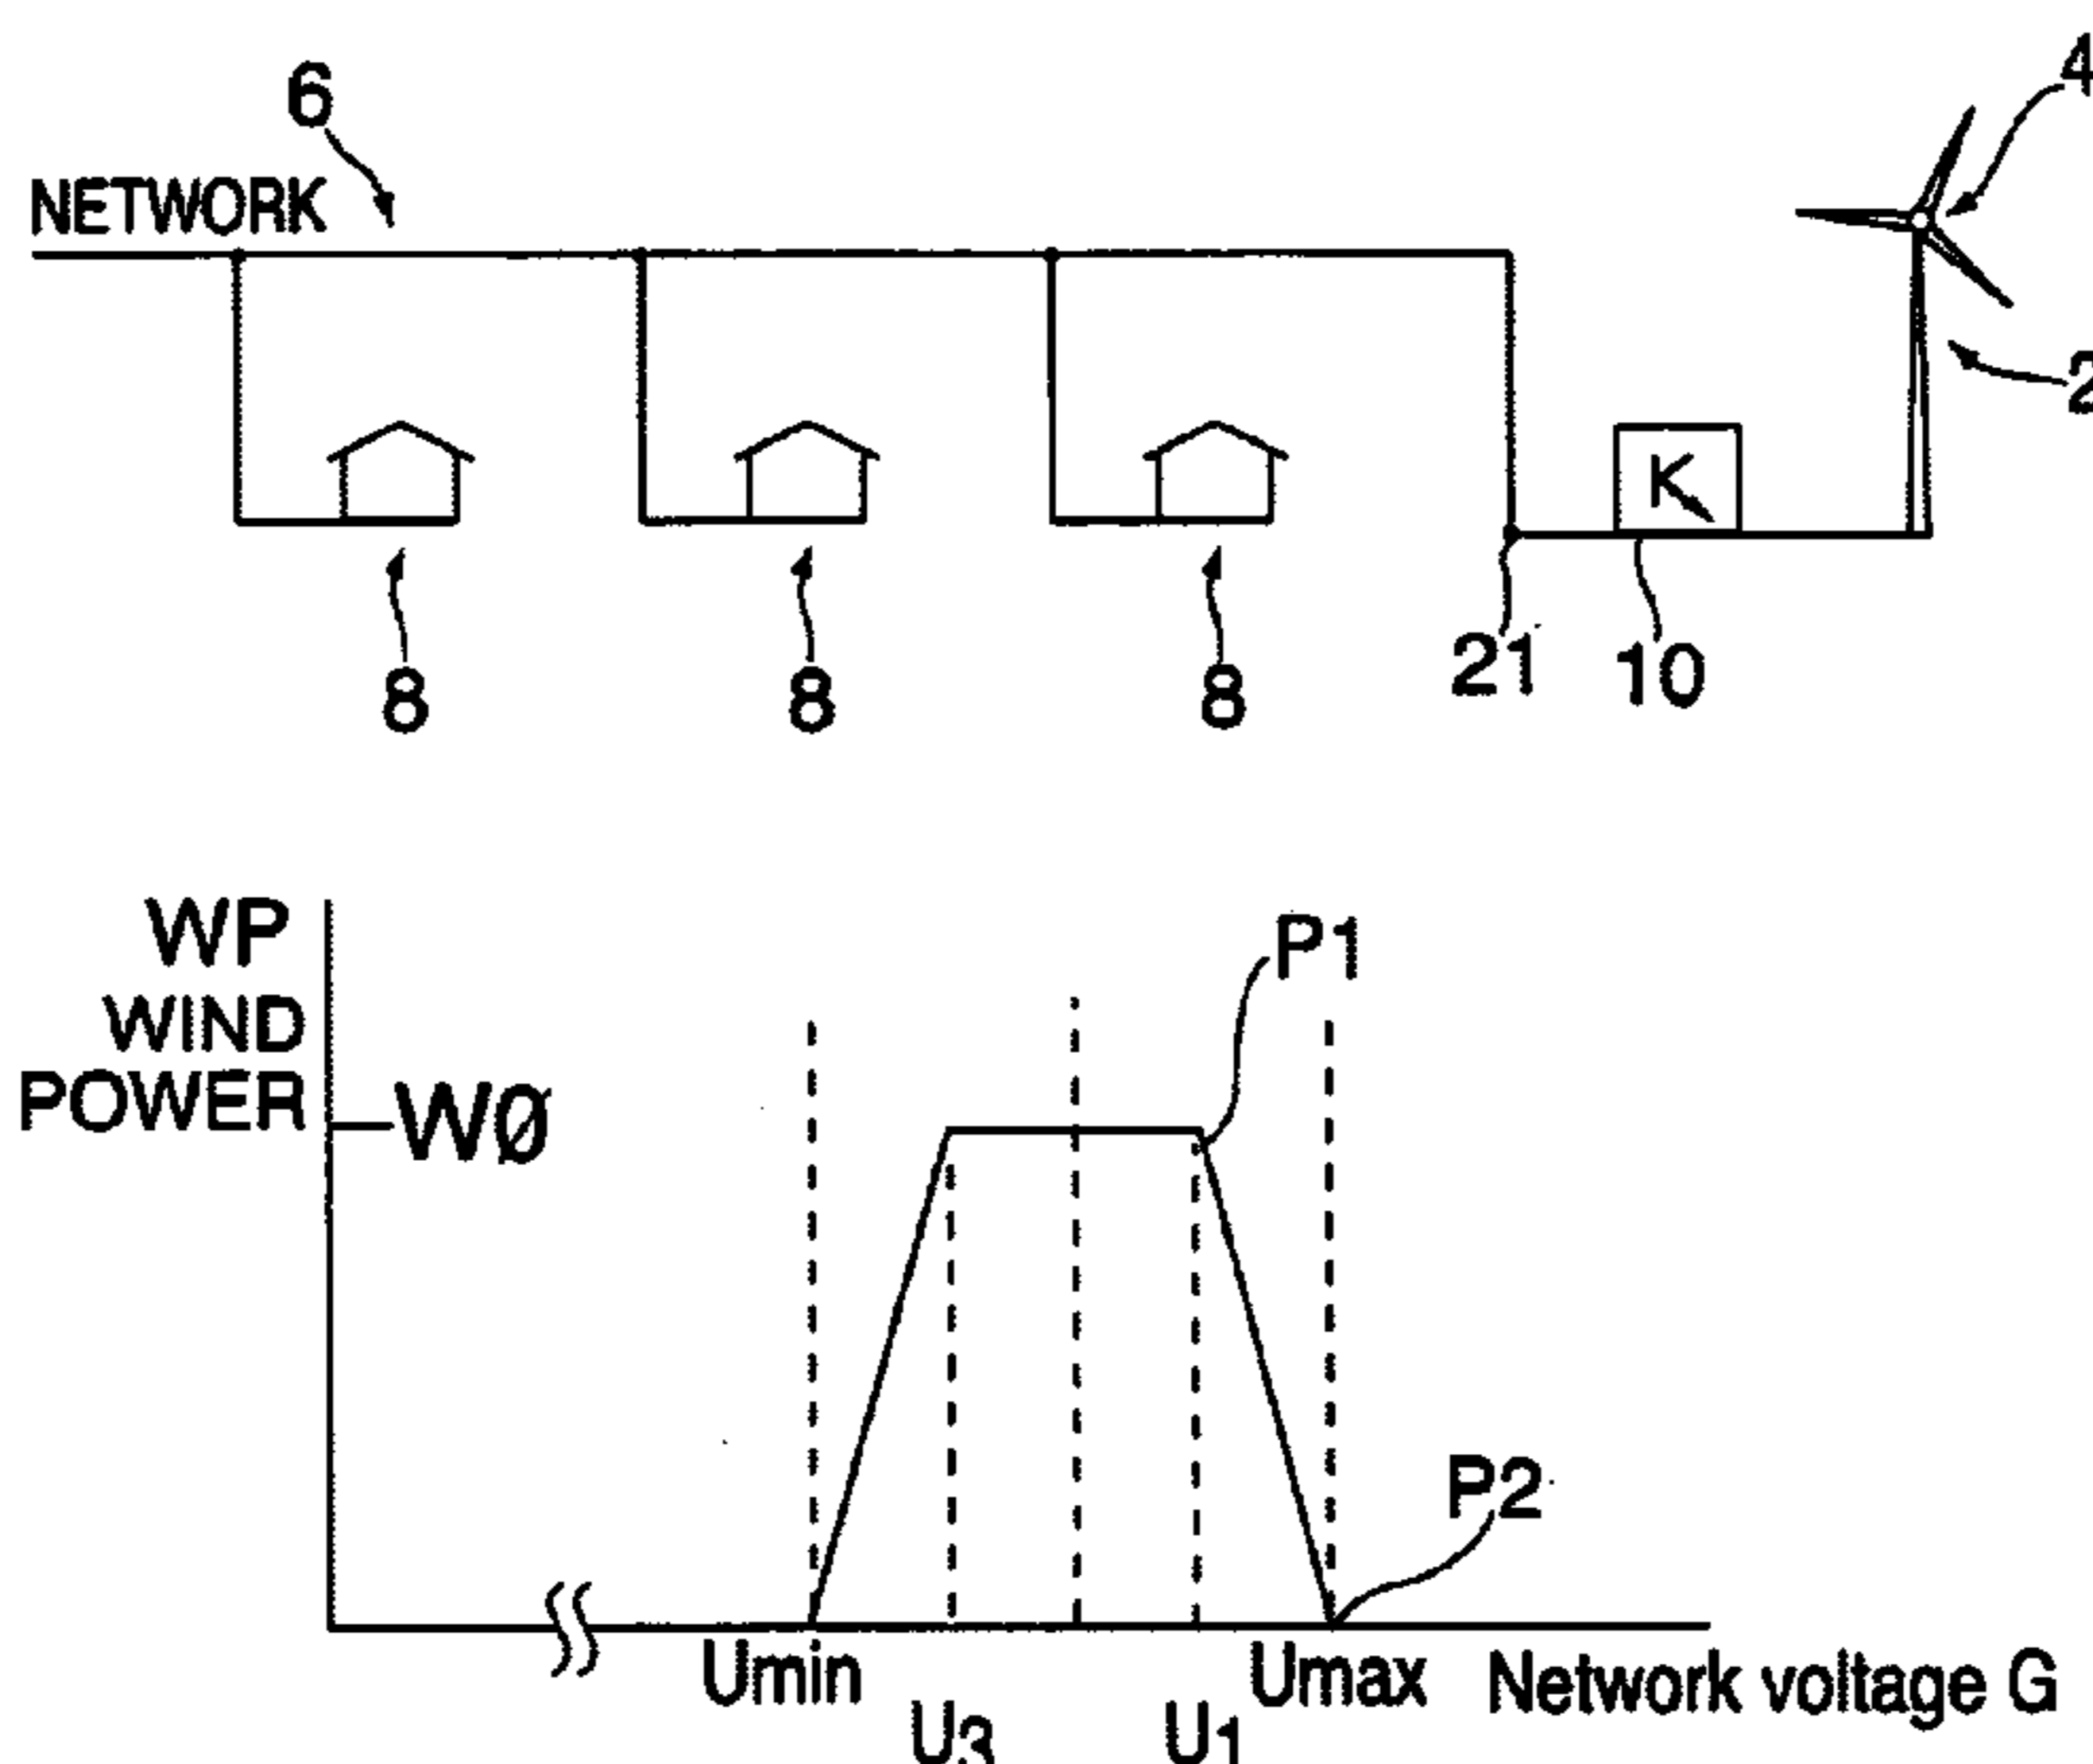 6
4
NETWORK
2
K
21
10
8
8
8
WP
WIND
POWER
WØ
P1
P2
Umin
Umax
Network voltage G
U3
U1